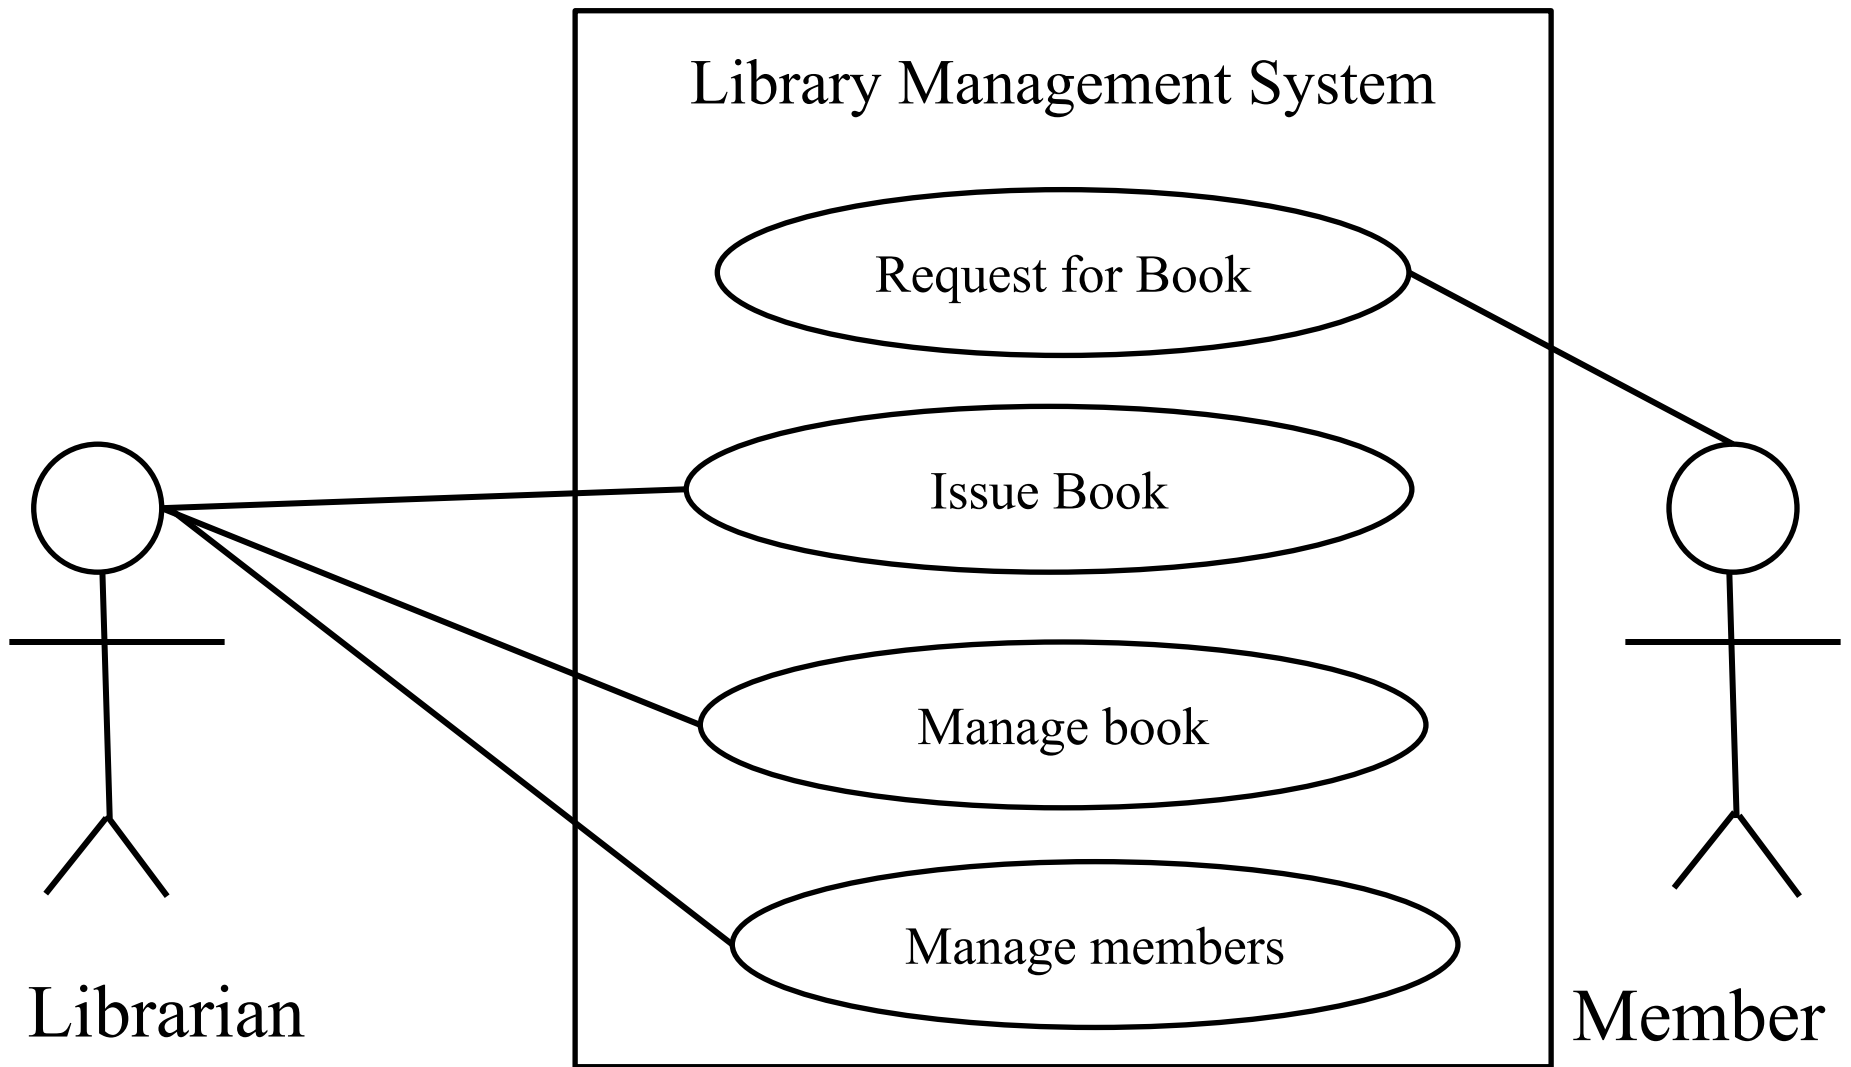 Library Management System
Request for Book
Issue Book
Manage book
Manage members
Librarian
Member